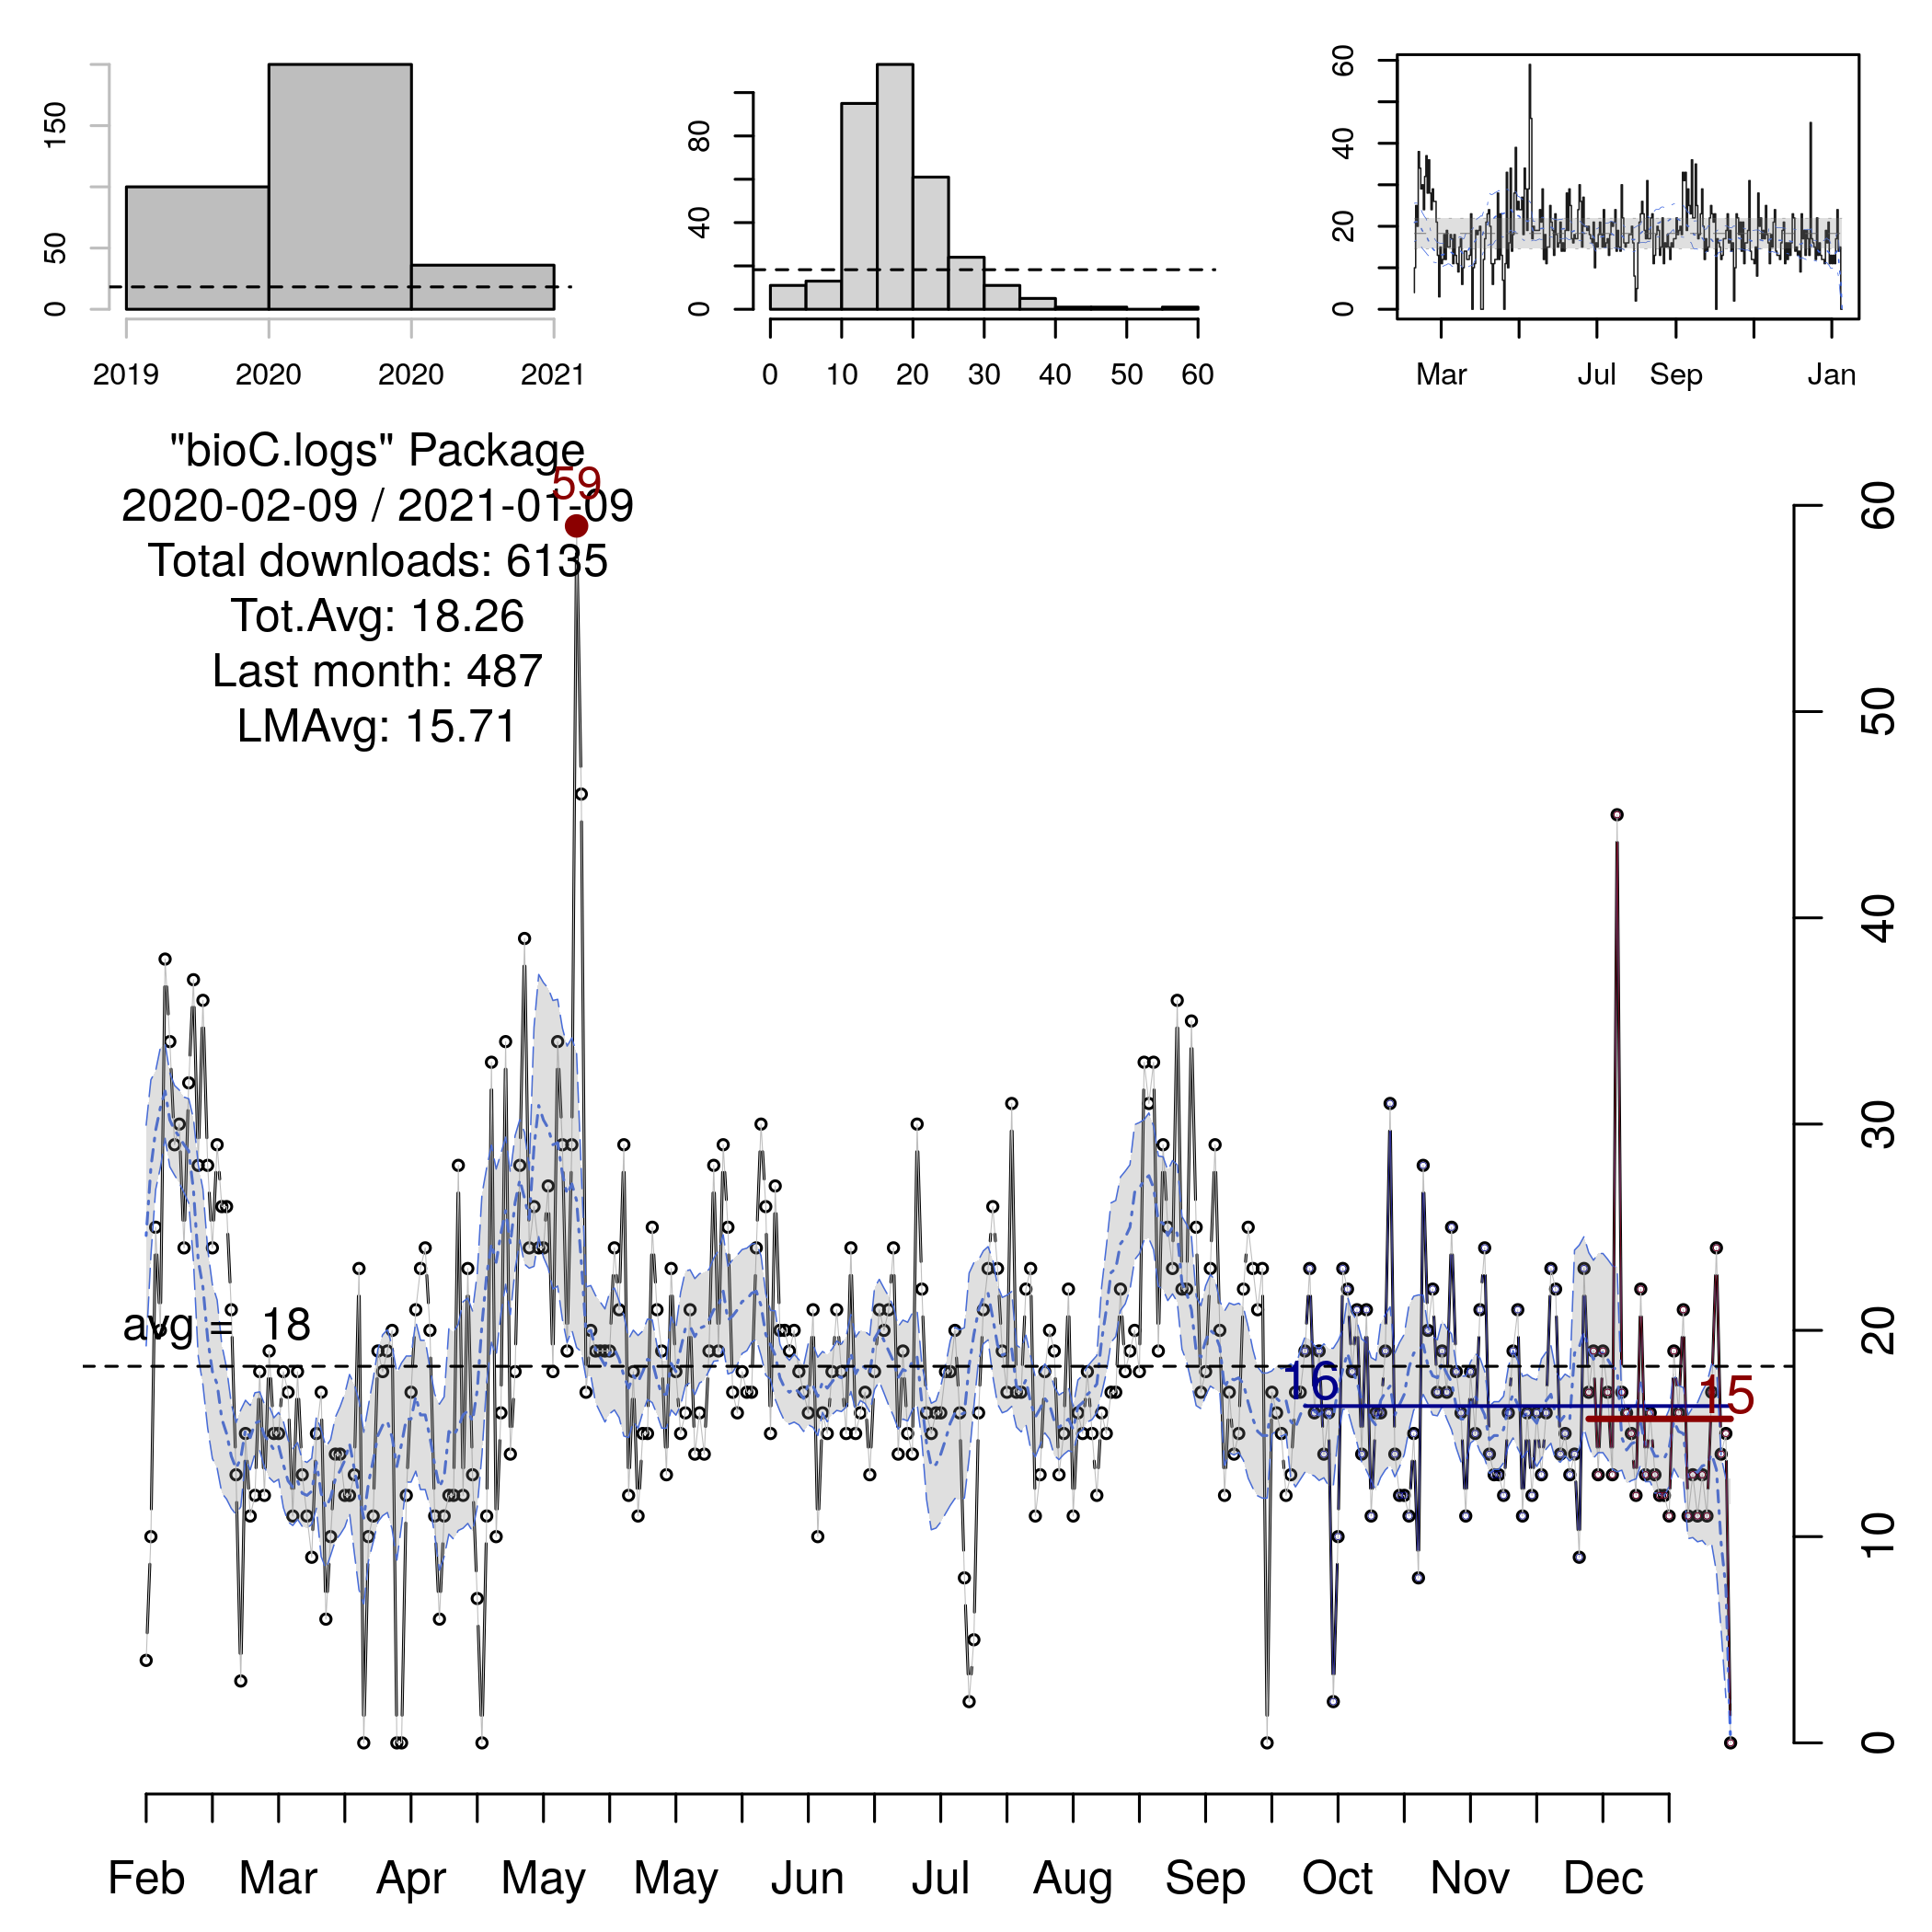 150
50
0
2019 2020 2020 2021
80
40
0
0 10 20 30 40 50 60
60
40
20
0
Mar Jul Sep Jan
"bioC.logs" Package
2020-02-09 / 2021-01-09
Total downloads: 6135
Tot.Avg: 18.26
Last month: 487
LMAvg: 15.71
59
avg = 18
16
15
60
50
40
30
20
10
0
Feb Mar Apr May May Jun Jul Aug Sep Oct Nov Dec